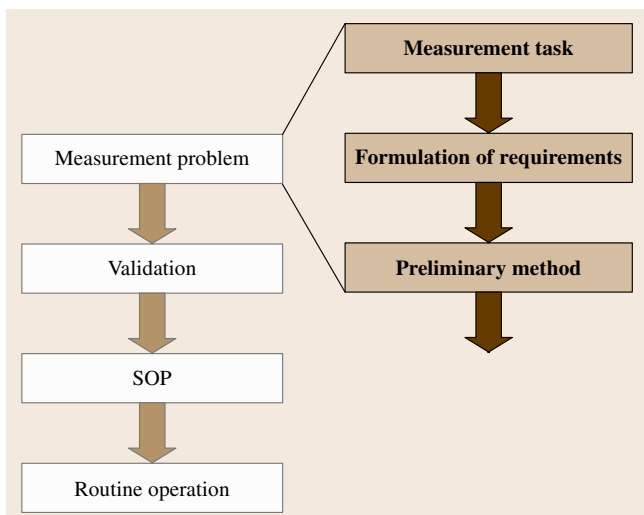 Measurement task
Measurement problem
Formulation of requirements
Validation
Preliminary method
SOP
Routine operation